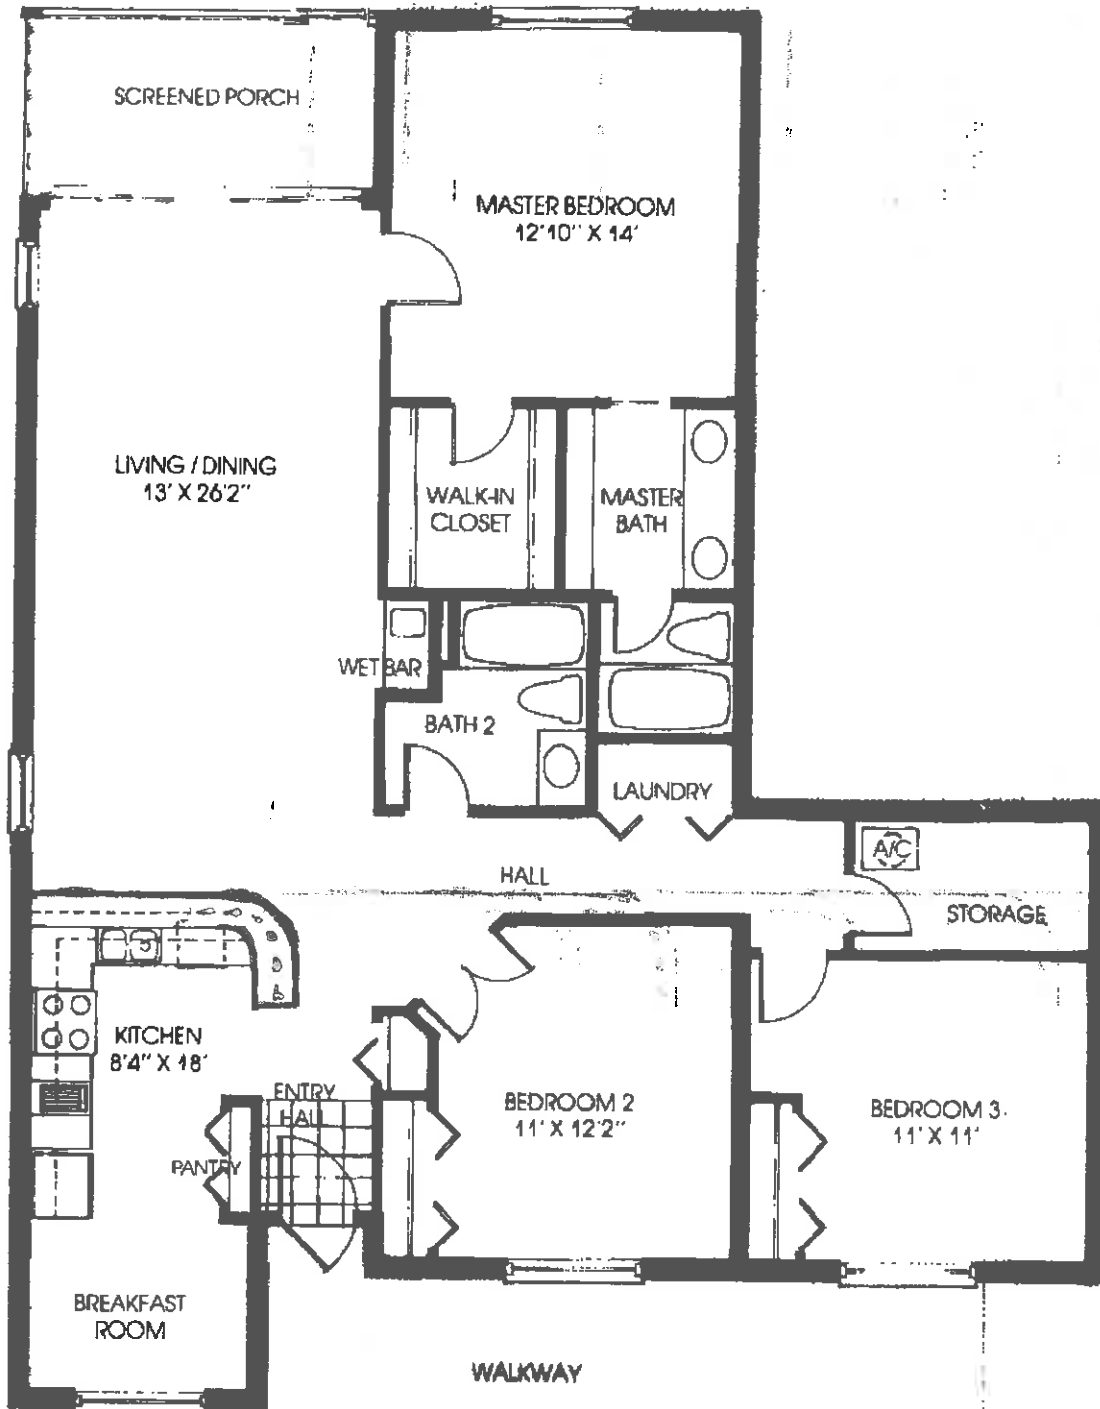 SCREENED PORCH
MASTER BEDROOM
12'10" X 14'
LIVING / DINING
13' X 26'2"
WALK-IN
CLOSET
MASTER
BATH
WET BAR
BATH 2
LAUNDRY
A/C
HALL
STORAGE
KITCHEN
8'4" X 18'
ENTRY
HALL
BEDROOM 2
11' X 12'2"
BEDROOM 3
11' X 11'
PANTRY
BREAKFAST
ROOM
WALKWAY